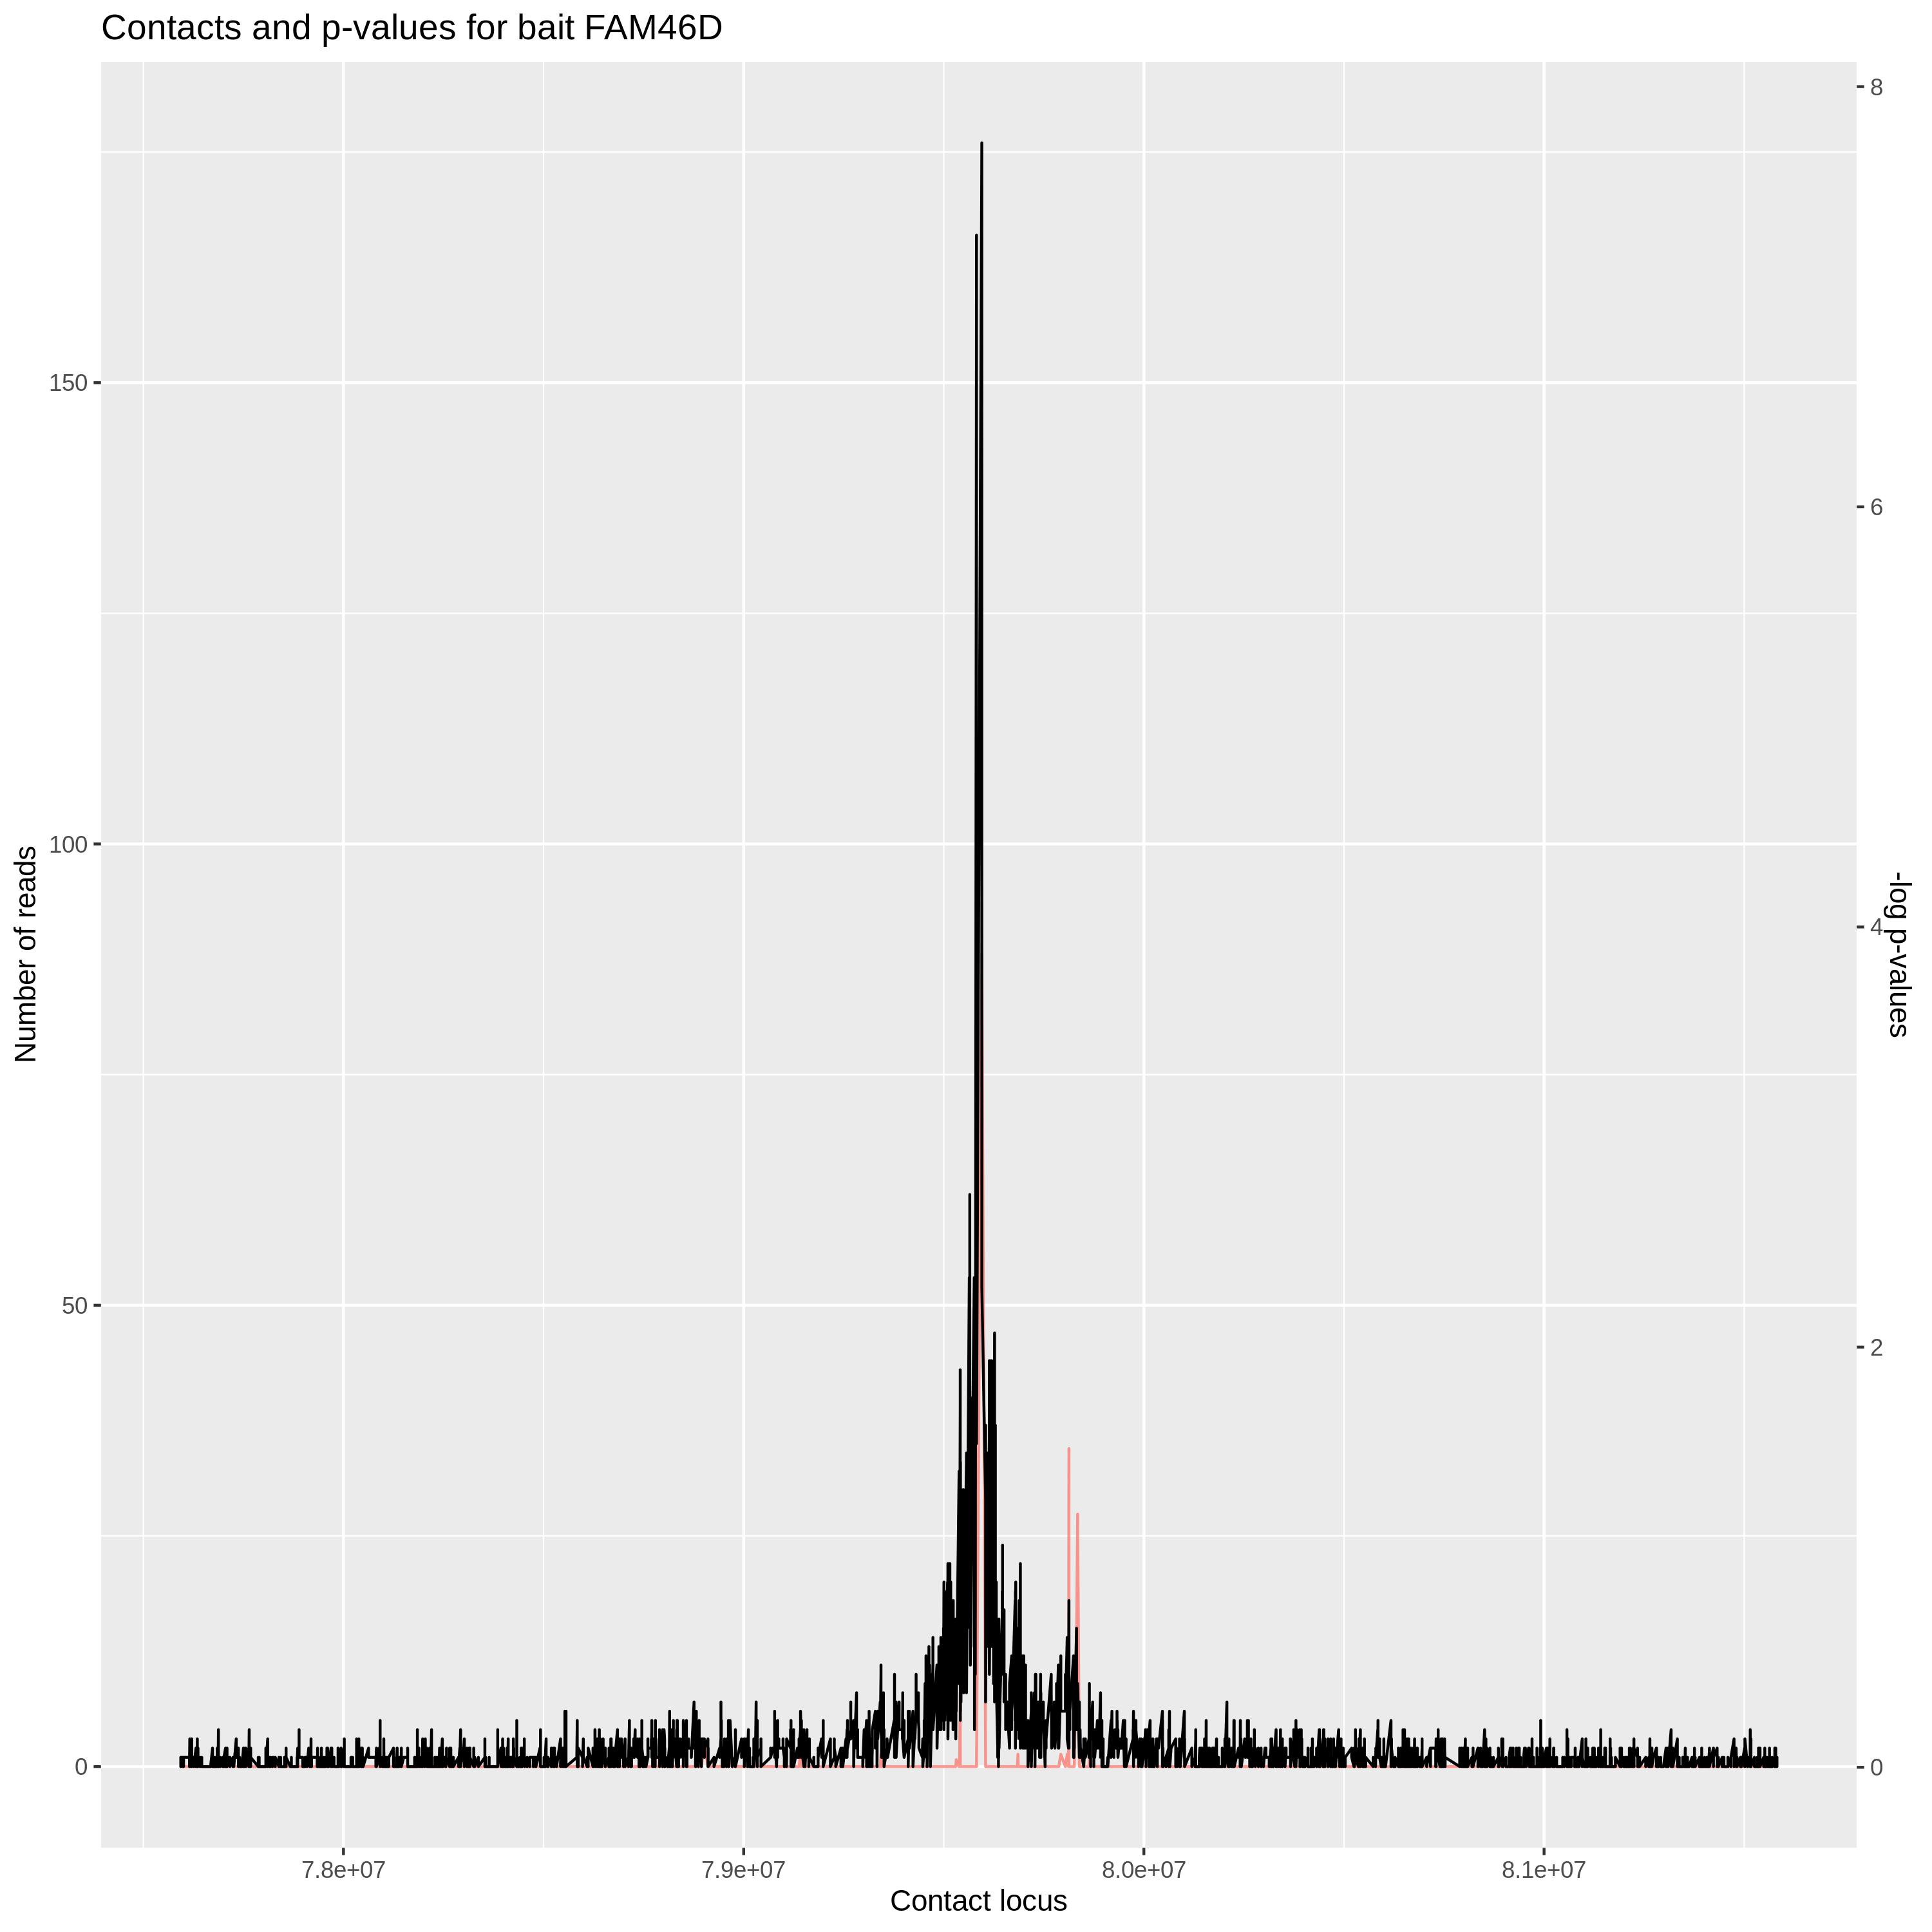 Contacts and p-values for bait FAM46D
8
150
6
100
Number of reads
4
-log p-values
50
2
0
0
7.8e+07
7.9e+07
8.0e+07
8.1e+07
Contact locus